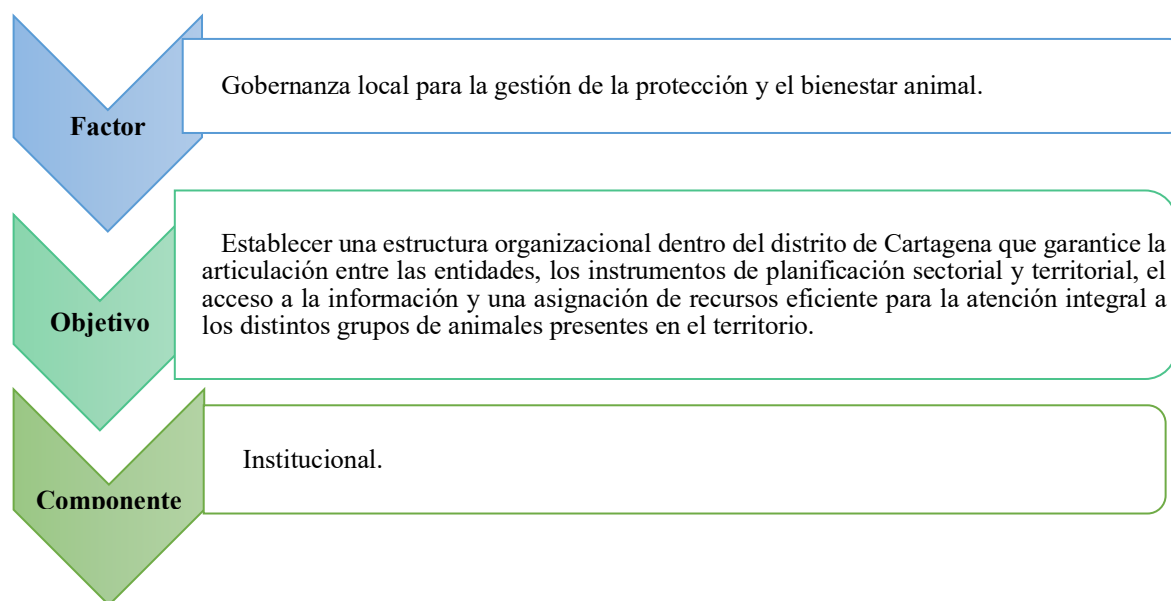 Gobernanza local para la gestión de la protección y el bienestar animal.
Factor
Establecer una estructura organizacional dentro del distrito de Cartagena que garantice la
articulación entre las entidades, los instrumentos de planificación sectorial y territorial, el
acceso a la información y una asignación de recursos eficiente para la atención integral a
los distintos grupos de animales presentes en el territorio.
Objetivo
Institucional.
Componente